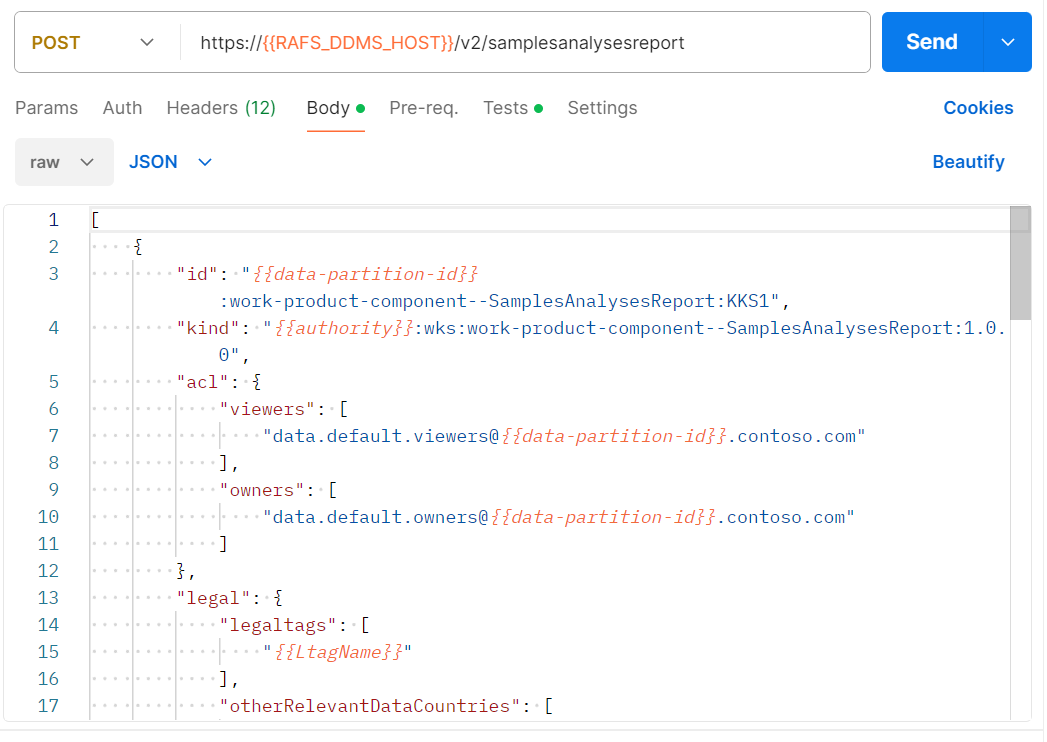 POST https://{{RAFS_DDMS_HOST}}/v2/samplesanalysesreport Send
Params Auth Headers (12) Body Pre-req. Tests Settings Cookies
raw JSON Beautify
1 [
2 {
3 "id": "{{data-partition-id}}
:work-product-component--SamplesAnalysesReport:KKS1",
4 "kind": "{{authority}}:wks:work-product-component--SamplesAnalysesReport:1.0.
0",
5 "acl": {
6 "viewers": [
7 "data.default.viewers@{{data-partition-id}}.contoso.com"
8 ],
9 "owners": [
10 "data.default.owners@{{data-partition-id}}.contoso.com"
11 ]
12 },
13 "legal": {
14 "legaltags": [
15 "{{LtagName}}"
16 ],
17 "otherRelevantDataCountries": [